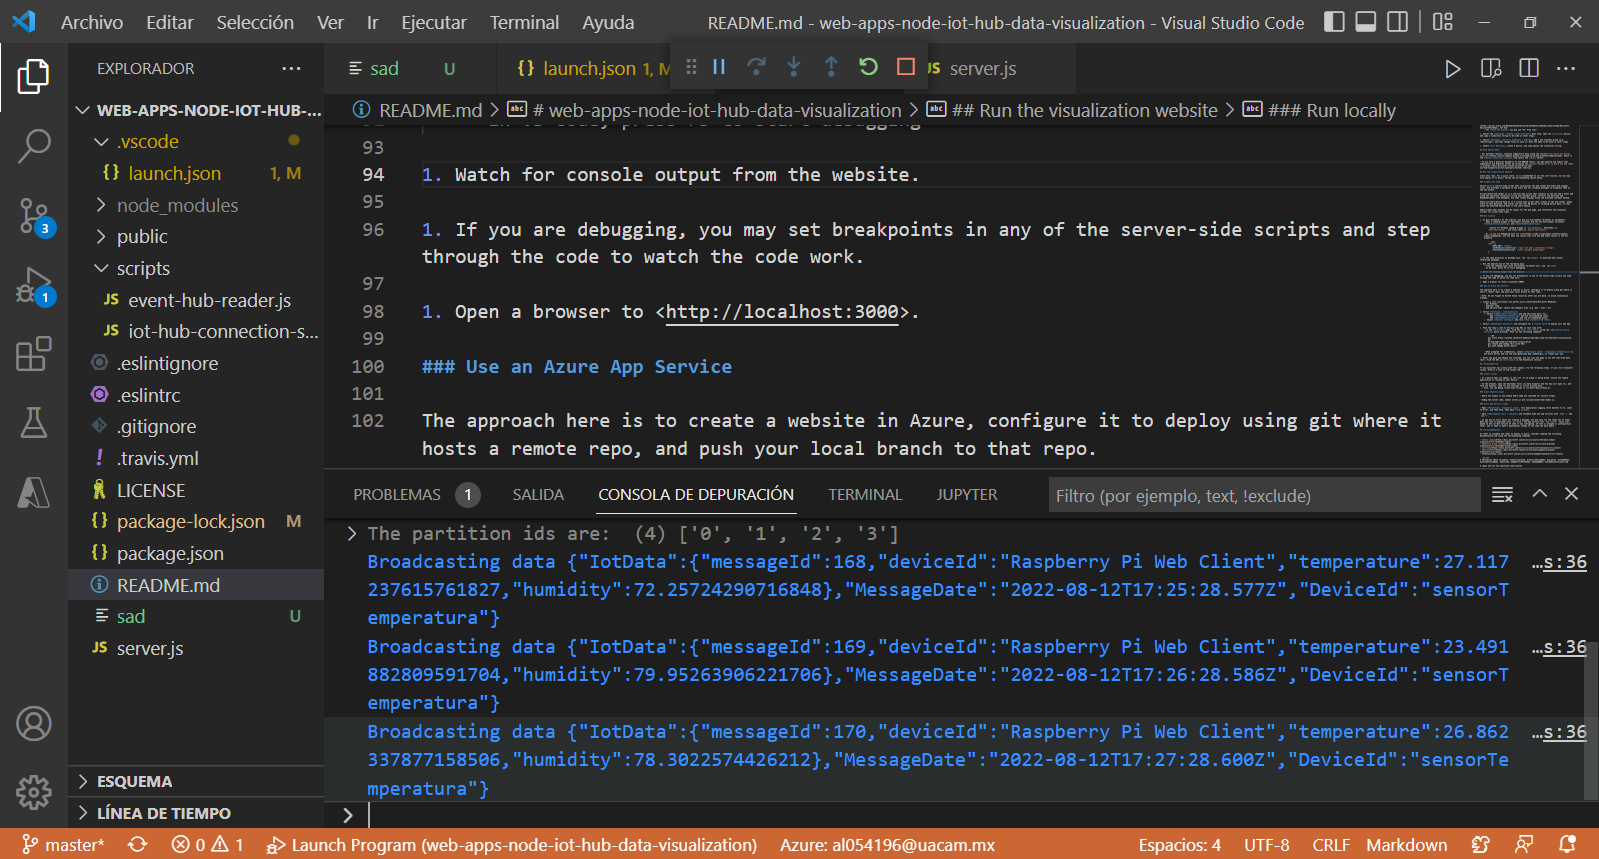 Archivo Editar Selección Ver Ir Ejecutar Terminal Ayuda README.md - web-apps-node-iot-hub-data-visualization - Visual Studio Code
EXPLORADOR ···
WEB-APPS-NODE-IOT-HUB-...
.vscode
launch.json 1, M
node_modules
public
scripts
JS event-hub-reader.js
JS iot-hub-connection-s...
.eslintignore
.eslintrc
.gitignore
! .travis.yml
LICENSE
{} package-lock.json M
{} package.json
README.md
sad U
JS server.js
ESQUEMA
LÍNEA DE TIEMPO
3
1
sad U {} launch.json 1, M JS server.js
README.md > # web-apps-node-iot-hub-data-visualization > ## Run the visualization website > ### Run locally
93
94 1. Watch for console output from the website.
95
96 1. If you are debugging, you may set breakpoints in any of the server-side scripts and step
through the code to watch the code work.
97
98 1. Open a browser to <http://localhost:3000>.
99
100 ### Use an Azure App Service
101
102 The approach here is to create a website in Azure, configure it to deploy using git where it
hosts a remote repo, and push your local branch to that repo.
PROBLEMAS 1 SALIDA CONSOLA DE DEPURACIÓN TERMINAL JUPYTER Filtro (por ejemplo, text, !exclude)
> The partition ids are: (4) ['0', '1', '2', '3']
Broadcasting data {"IotData":{"messageId":168,"deviceId":"Raspberry Pi Web Client","temperature":27.117 …s:36
237615761827,"humidity":72.25724290716848},"MessageDate":"2022-08-12T17:25:28.577Z","DeviceId":"sensorT
emperatura"}
Broadcasting data {"IotData":{"messageId":169,"deviceId":"Raspberry Pi Web Client","temperature":23.491 …s:36
882809591704,"humidity":79.95263906221706},"MessageDate":"2022-08-12T17:26:28.586Z","DeviceId":"sensorT
emperatura"}
Broadcasting data {"IotData":{"messageId":170,"deviceId":"Raspberry Pi Web Client","temperature":26.862 …s:36
337877158506,"humidity":78.3022574426212},"MessageDate":"2022-08-12T17:27:28.600Z","DeviceId":"sensorTe
mperatura"}
>
master* 0 1 Launch Program (web-apps-node-iot-hub-data-visualization) Azure: al054196@uacam.mx Espacios: 4 UTF-8 CRLF Markdown